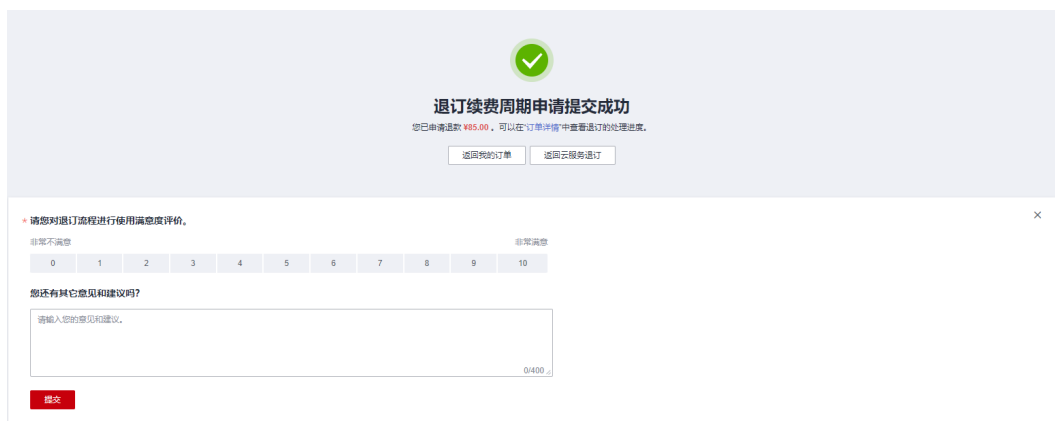 退订续费周期申请提交成功
您已申请退款 ¥85.00 。可以在“订单详情”中查看退订的处理进度。
返回我的订单 返回云服务退订
* 请您对退订流程进行使用满意度评价。
非常不满意 非常满意
0 1 2 3 4 5 6 7 8 9 10
您还有其它意见和建议吗?
请输入您的意见和建议。
0/400
提交